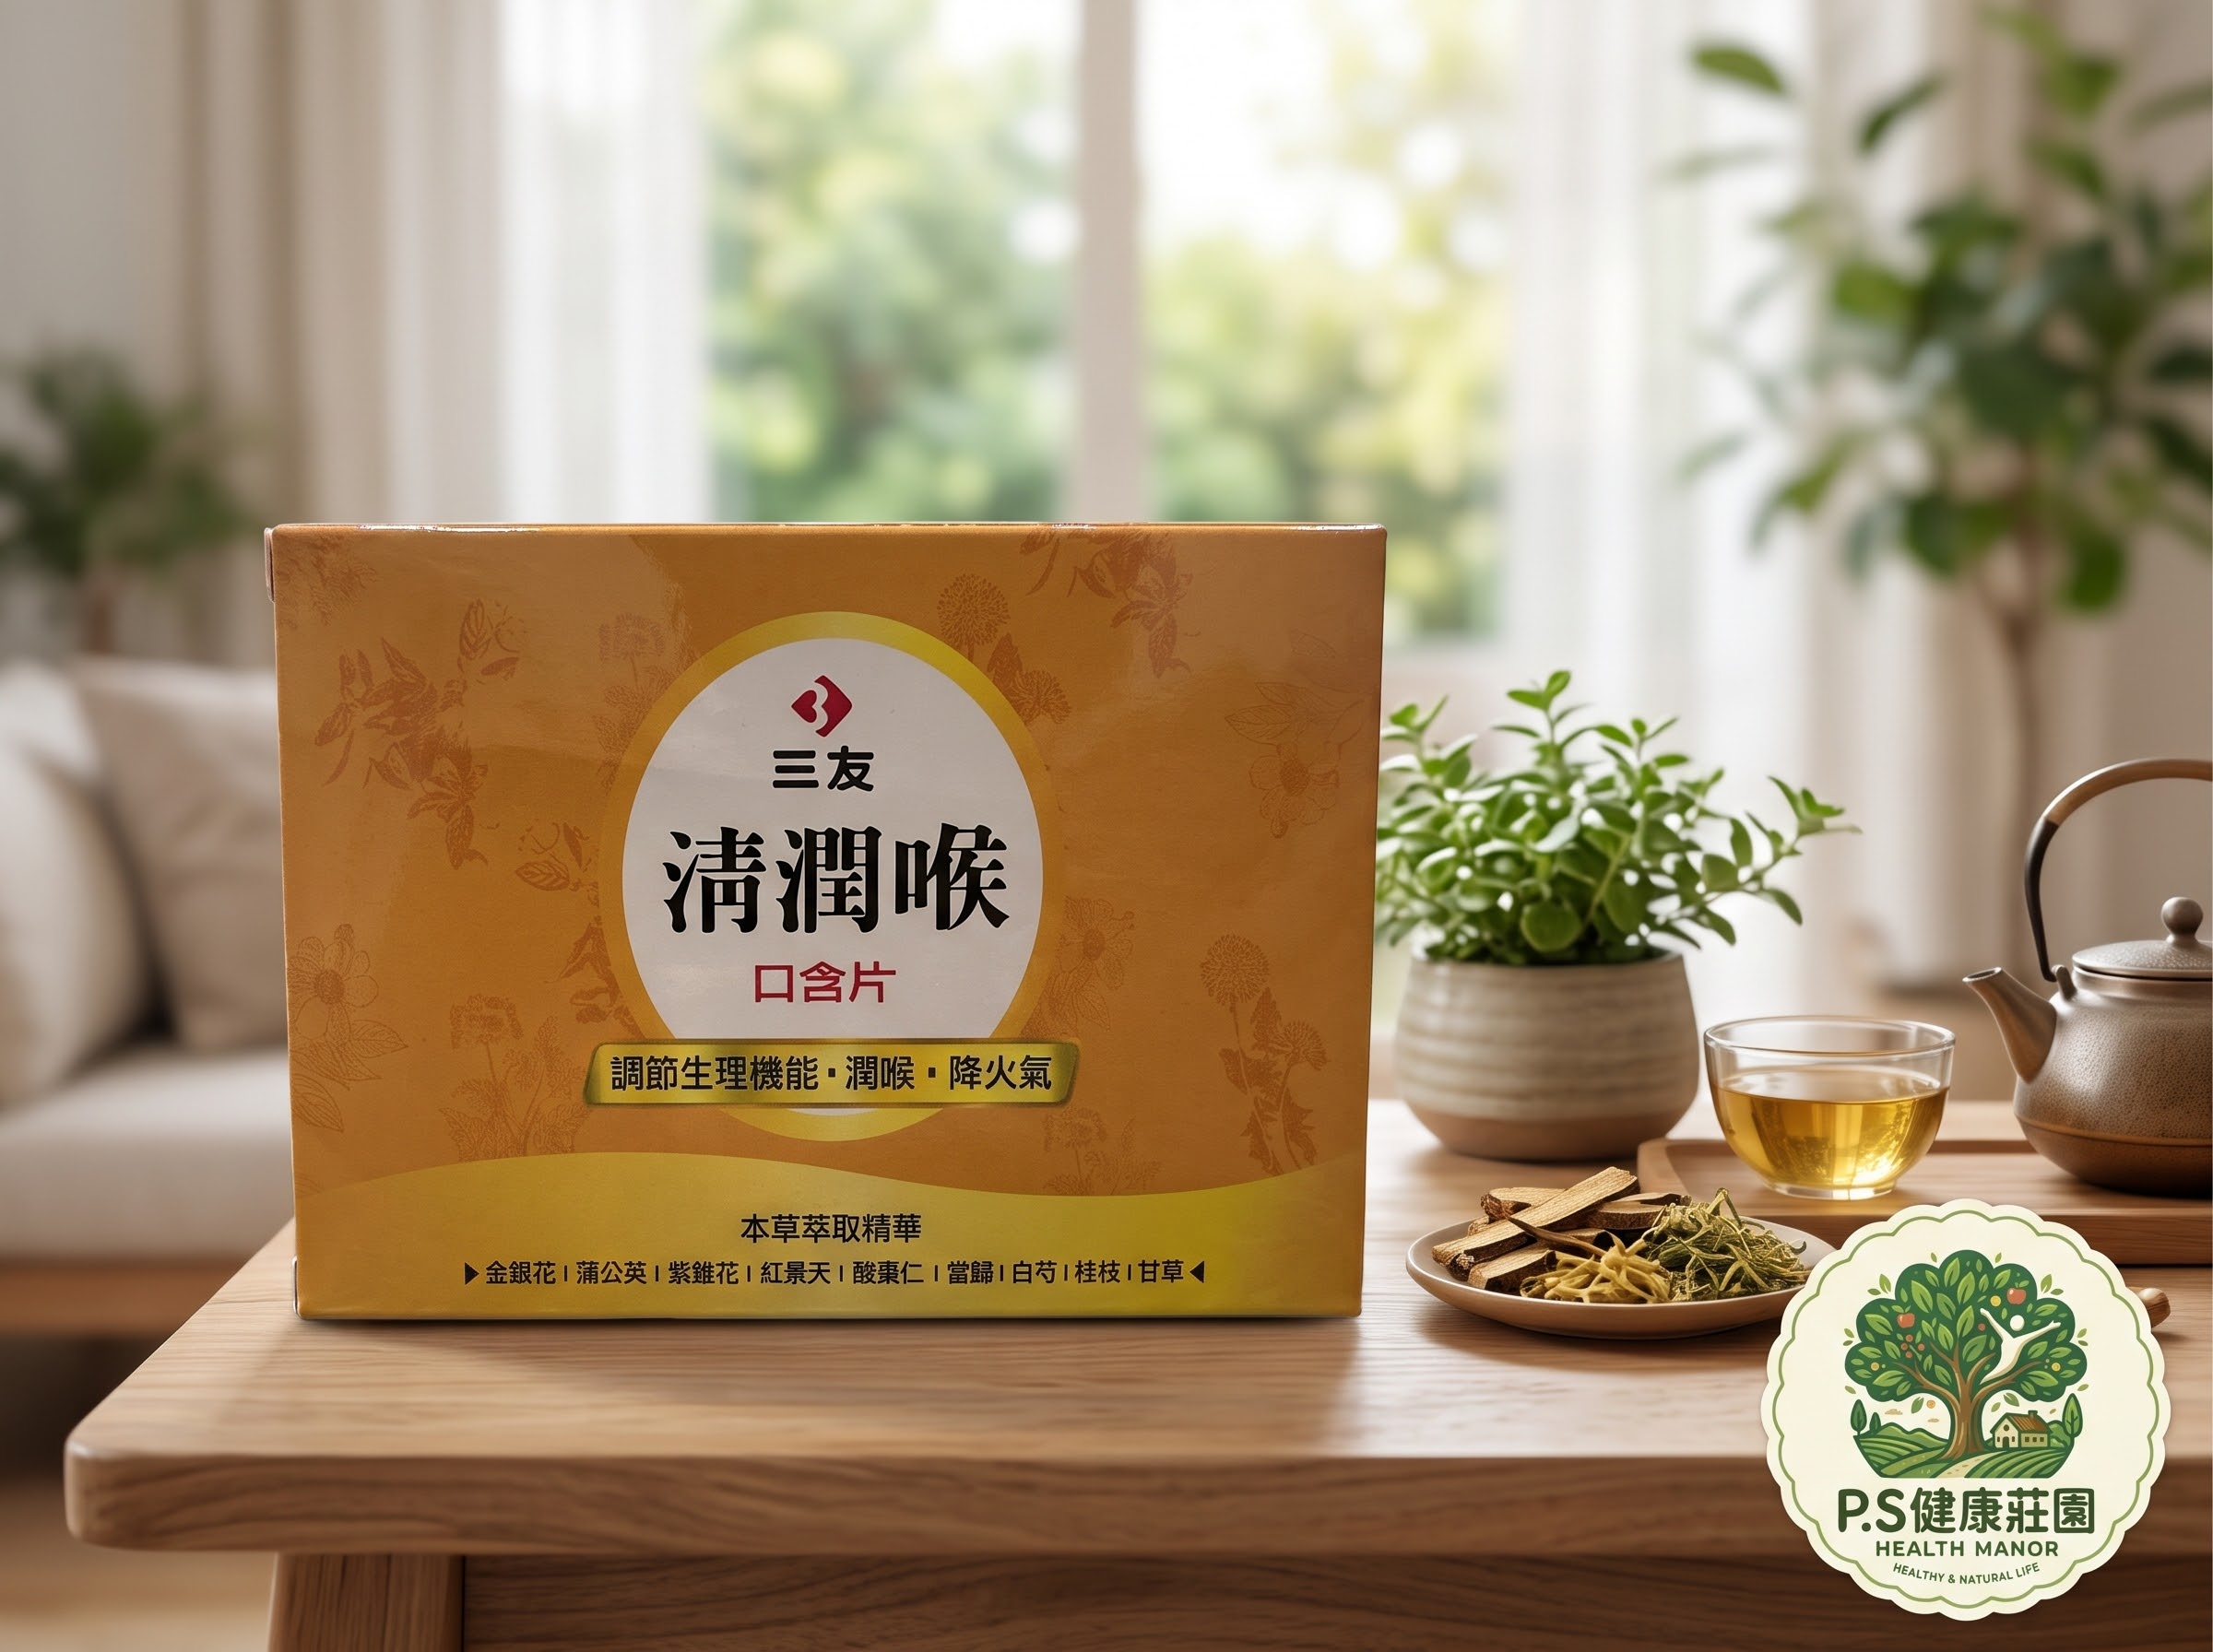 三友
清潤喉
口含片
調節生理機能·潤喉·降火氣
本草萃取精華
▶金銀花|蒲公英|紫錐花|紅景天|酸棗仁|當歸|白芍|桂枝|甘草◀
P.S健康莊園
HEALTH MANOR
HEALTHY & NATURAL LIFE